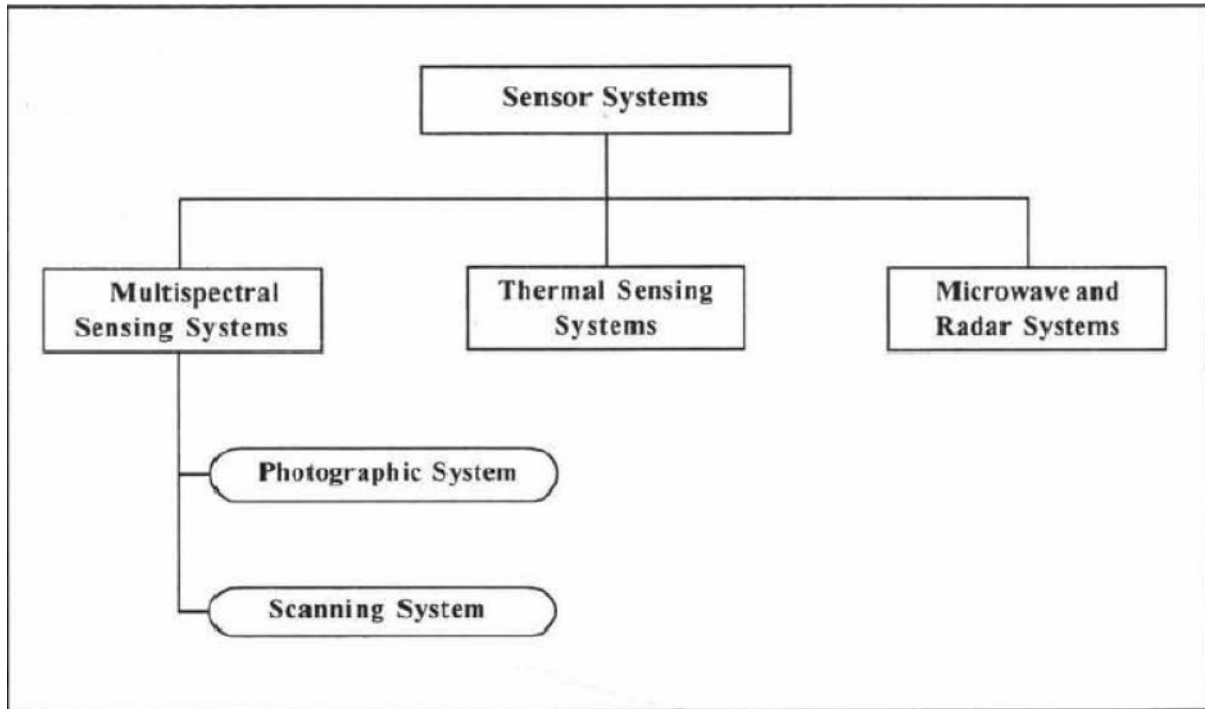 Sensor Systems
Multispectral
Sensing Systems
Thermal Sensing
Systems
Microwave and
Radar Systems
Photographic System
Scanning System